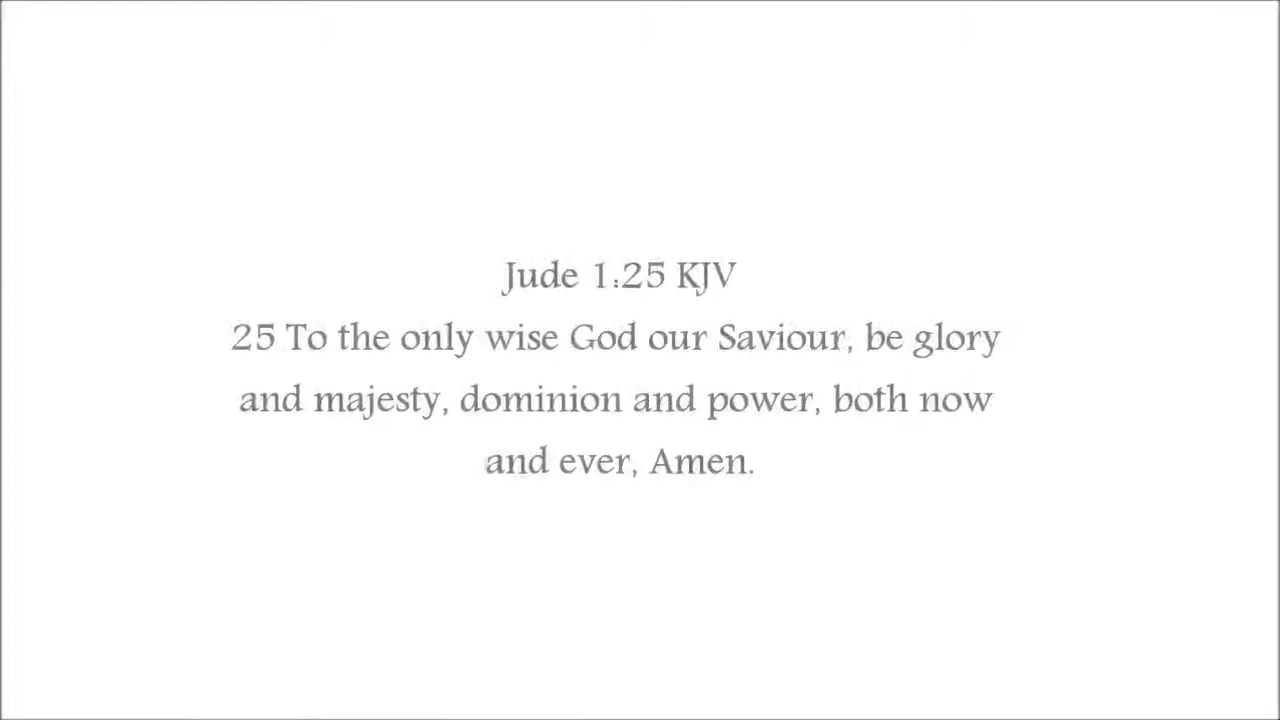 Jude 1:25 KJV
25 To the only wise God our Saviour, be glory
and majesty, dominion and power, both now
and ever, Amen.